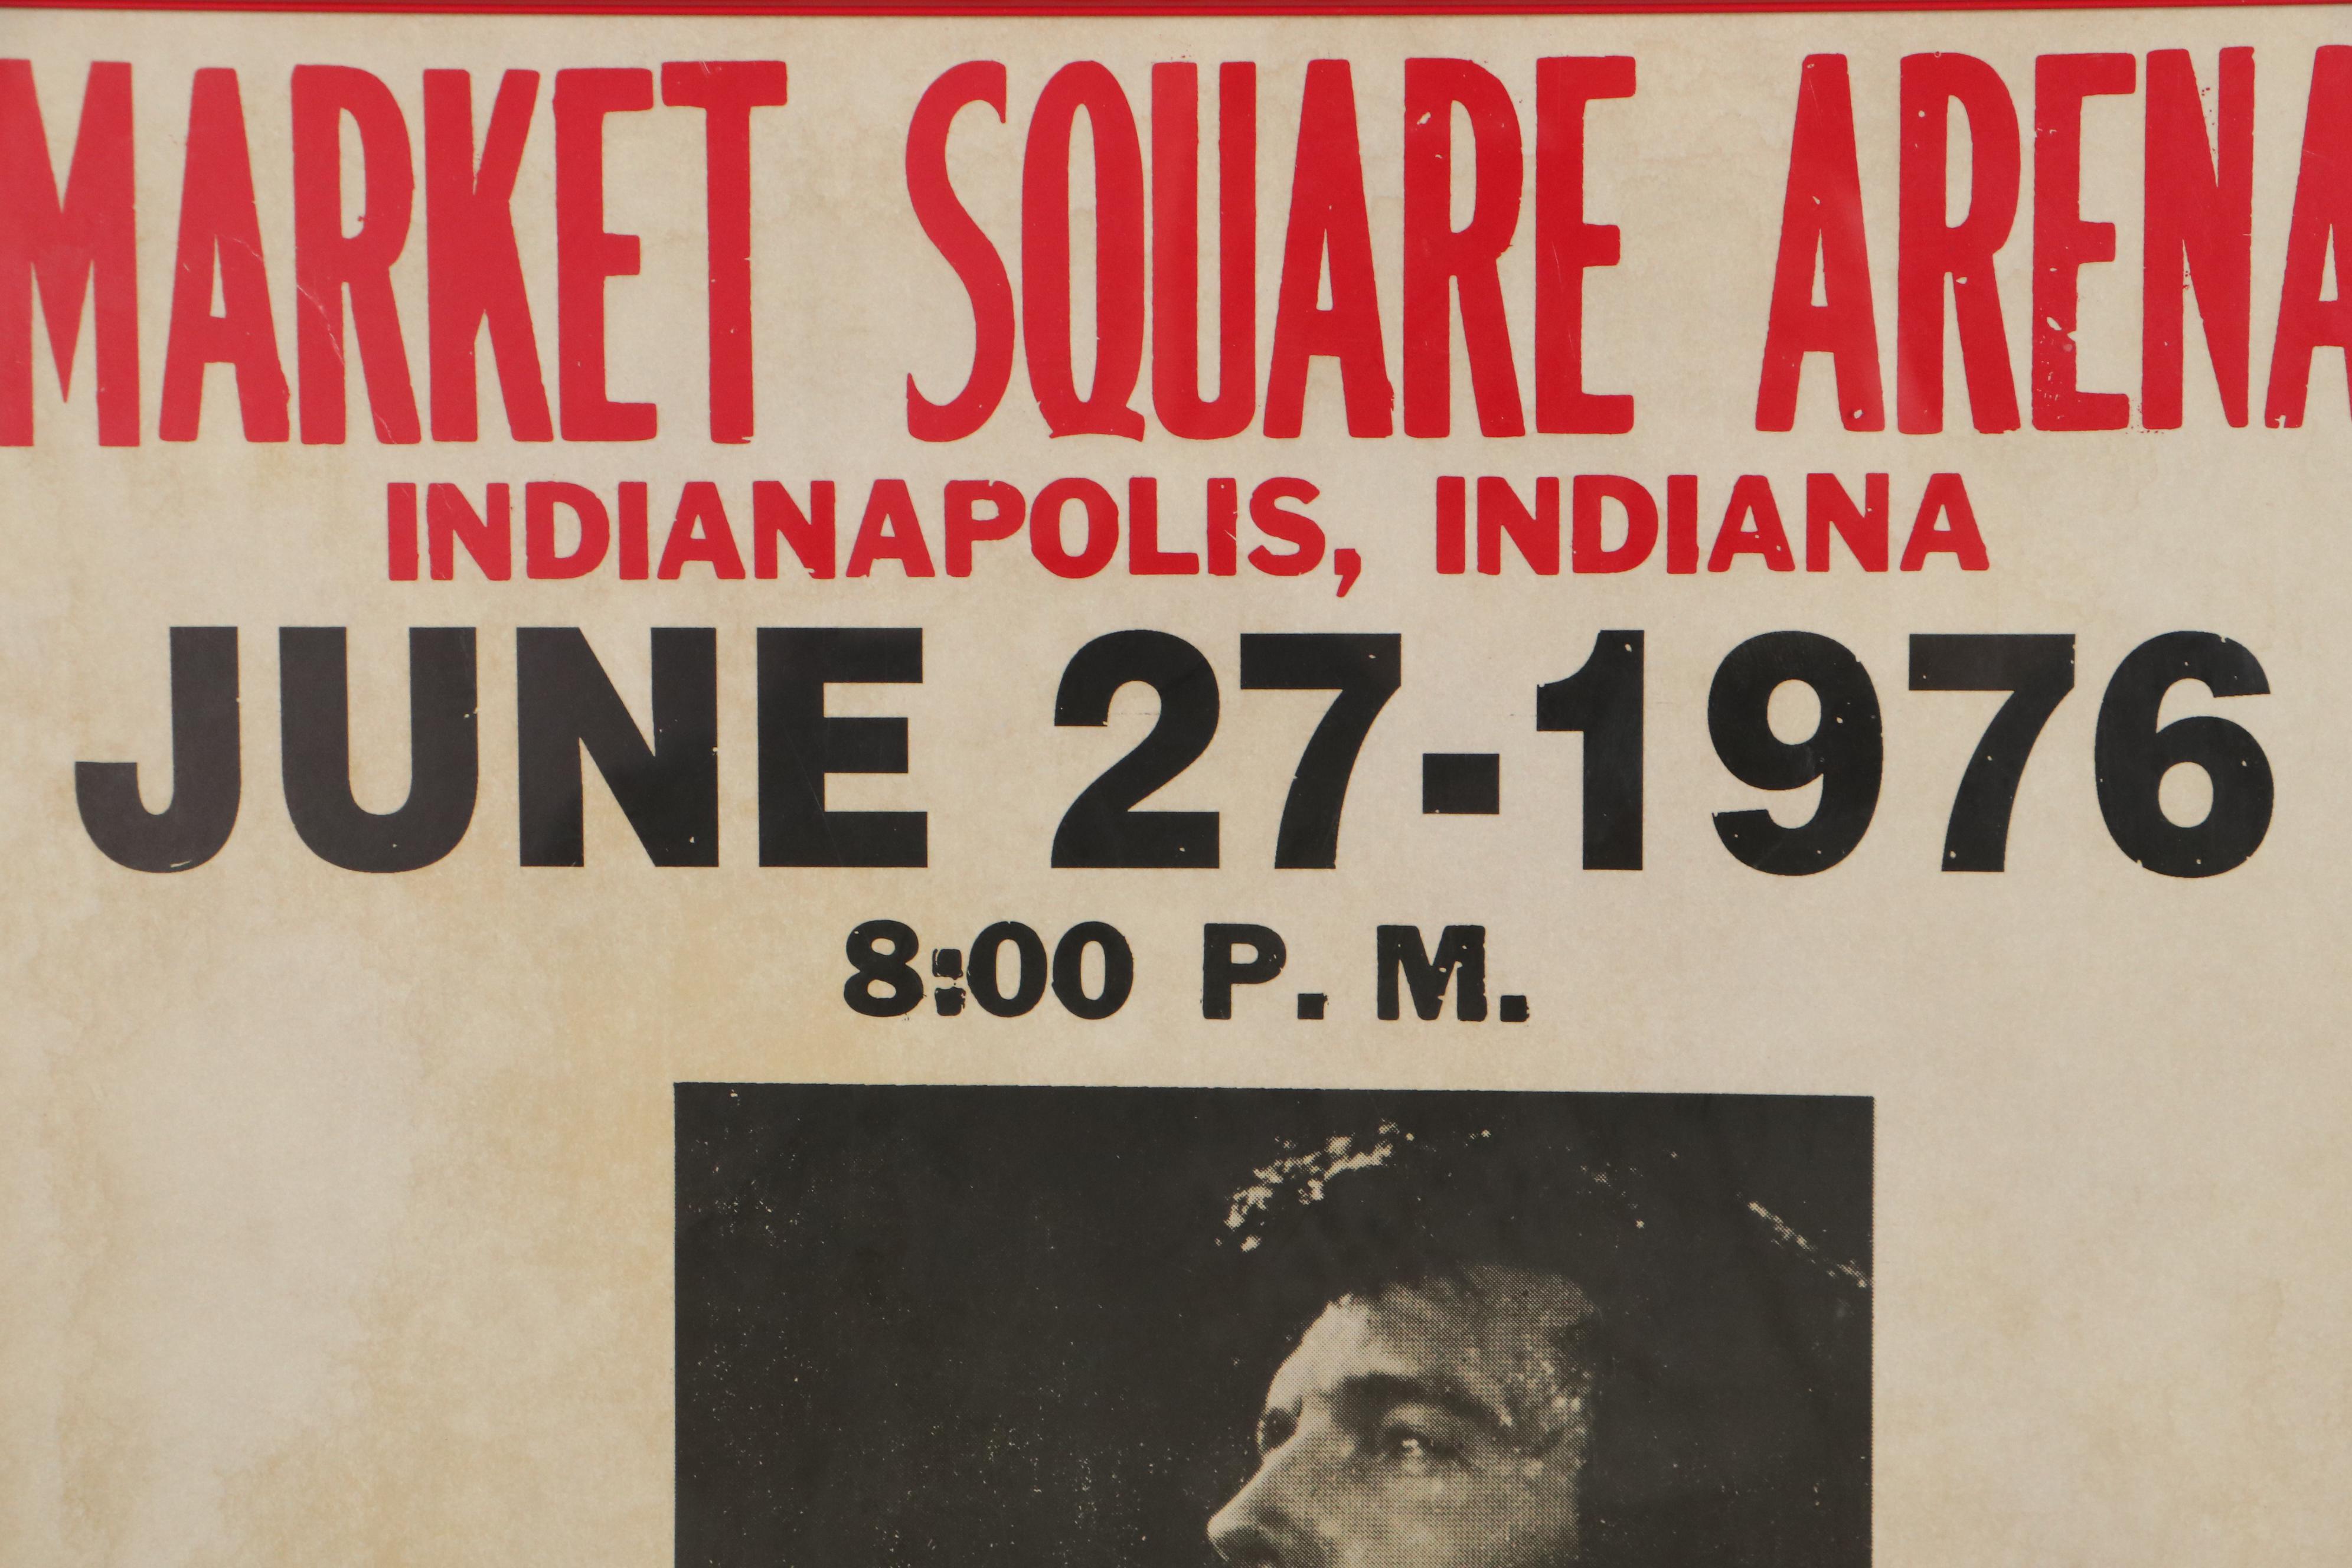 MARKET SQUARE ARENA
INDIANAPOLIS, INDIANA
JUNE 27-1976
8:00 P. M.